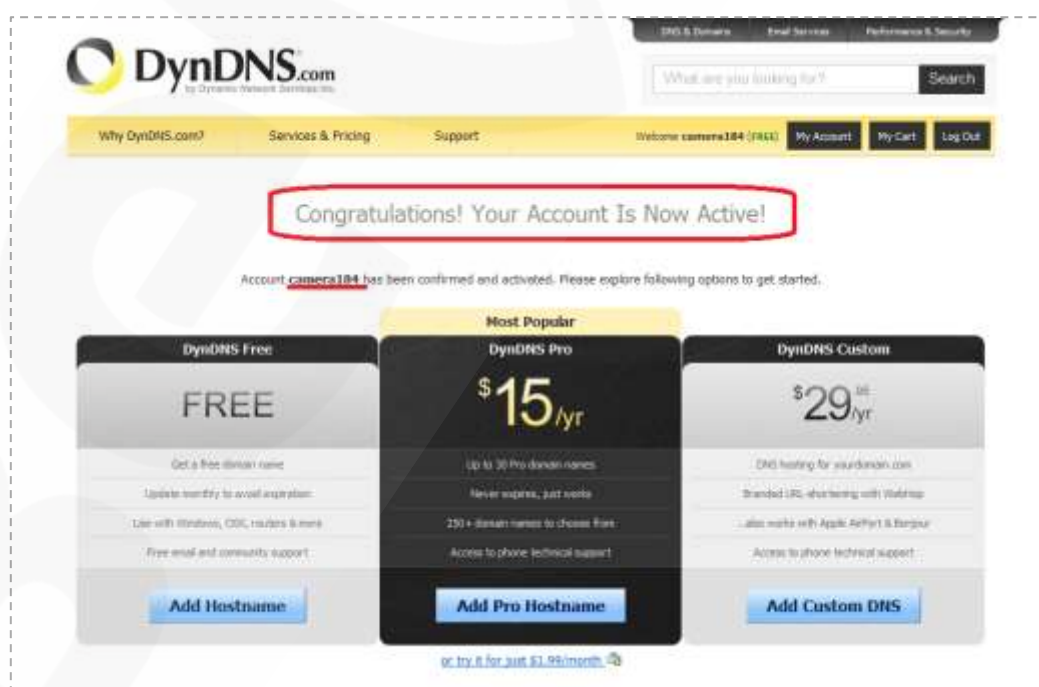 DNS & Domains Email Services Performance & Security
DynDNS.com
by Dynamic Network Services Inc.
What are you looking for?
Search
Why DynDNS.com? Services & Pricing Support Welcome camera184 (FREE) My Account My Cart Log Out
Congratulations! Your Account Is Now Active!
Account camera184 has been confirmed and activated. Please explore following options to get started.
Most Popular
DynDNS Free
FREE
Get a free domain name
Update monthly to avoid expiration
Use with Windows, OSX, routers & more
Free email and community support
Add Hostname
DynDNS Pro
$15/yr
Up to 30 Pro domain names
Never expires, just works
250+ domain names to choose from
Access to phone technical support
Add Pro Hostname
or try it for just $1.99/month
DynDNS Custom
$29 /yr
DNS hosting for yourdomain.com
Branded URL-shortening with WebHop
...also works with Apple AirPort & Bonjour
Access to phone technical support
Add Custom DNS